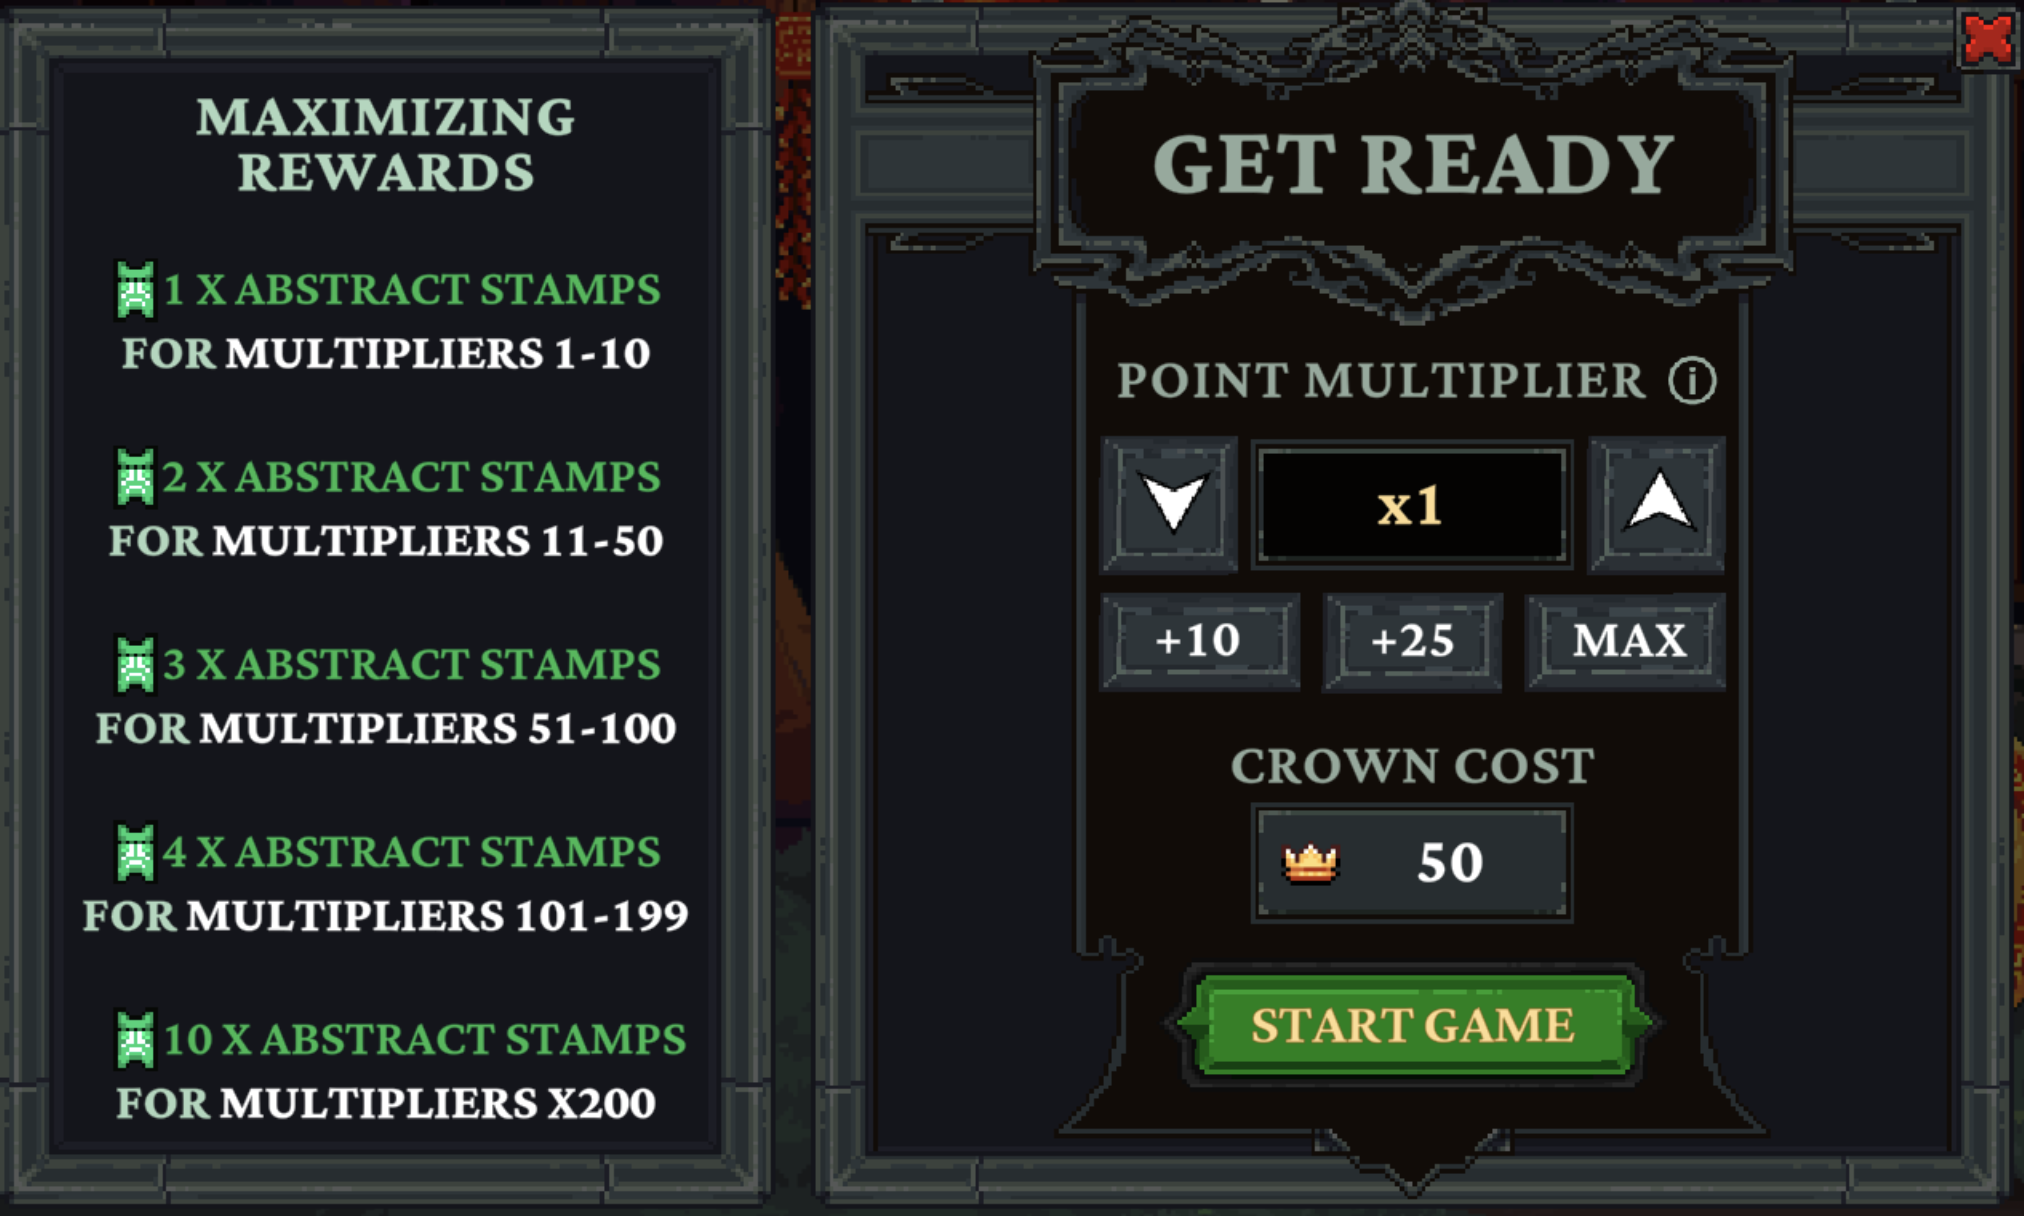 MAXIMIZING
REWARDS
1 X ABSTRACT STAMPS
FOR MULTIPLIERS 1-10
2 X ABSTRACT STAMPS
FOR MULTIPLIERS 11-50
3 X ABSTRACT STAMPS
FOR MULTIPLIERS 51-100
4 X ABSTRACT STAMPS
FOR MULTIPLIERS 101-199
10 X ABSTRACT STAMPS
FOR MULTIPLIERS X200
GET READY
POINT MULTIPLIER i
x1
+10 +25 MAX
CROWN COST
50
START GAME